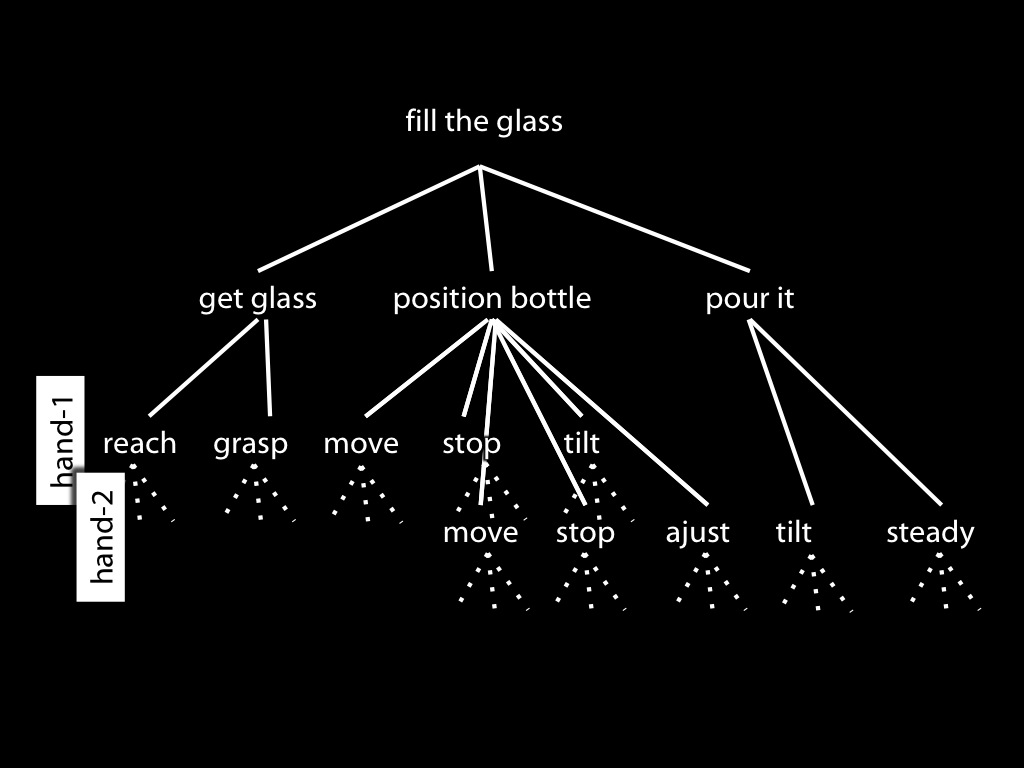 fill the glass
get glass position bottle pour it
hand-1
reach grasp move stop tilt
hand-2
move stop ajust tilt steady